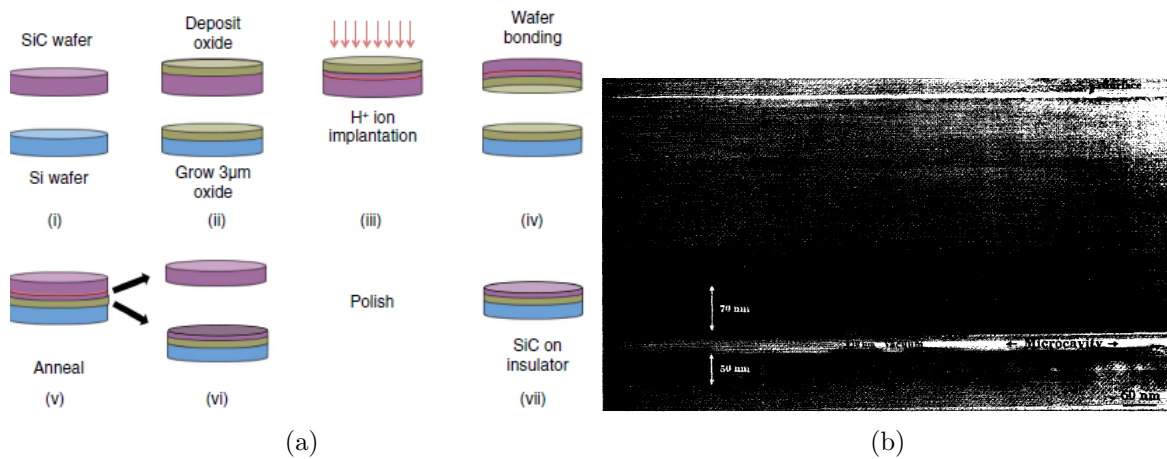 SiC wafer
Deposit
oxide
Wafer
bonding
H⁺ ion
implantation
Si wafer
Grow 3μm
oxide
(i)
(ii)
(iii)
(iv)
Polish
Anneal
SiC on
insulator
(v)
(vi)
(vii)
70 nm
← Microcavity →
50 nm
60 nm
(a)
(b)